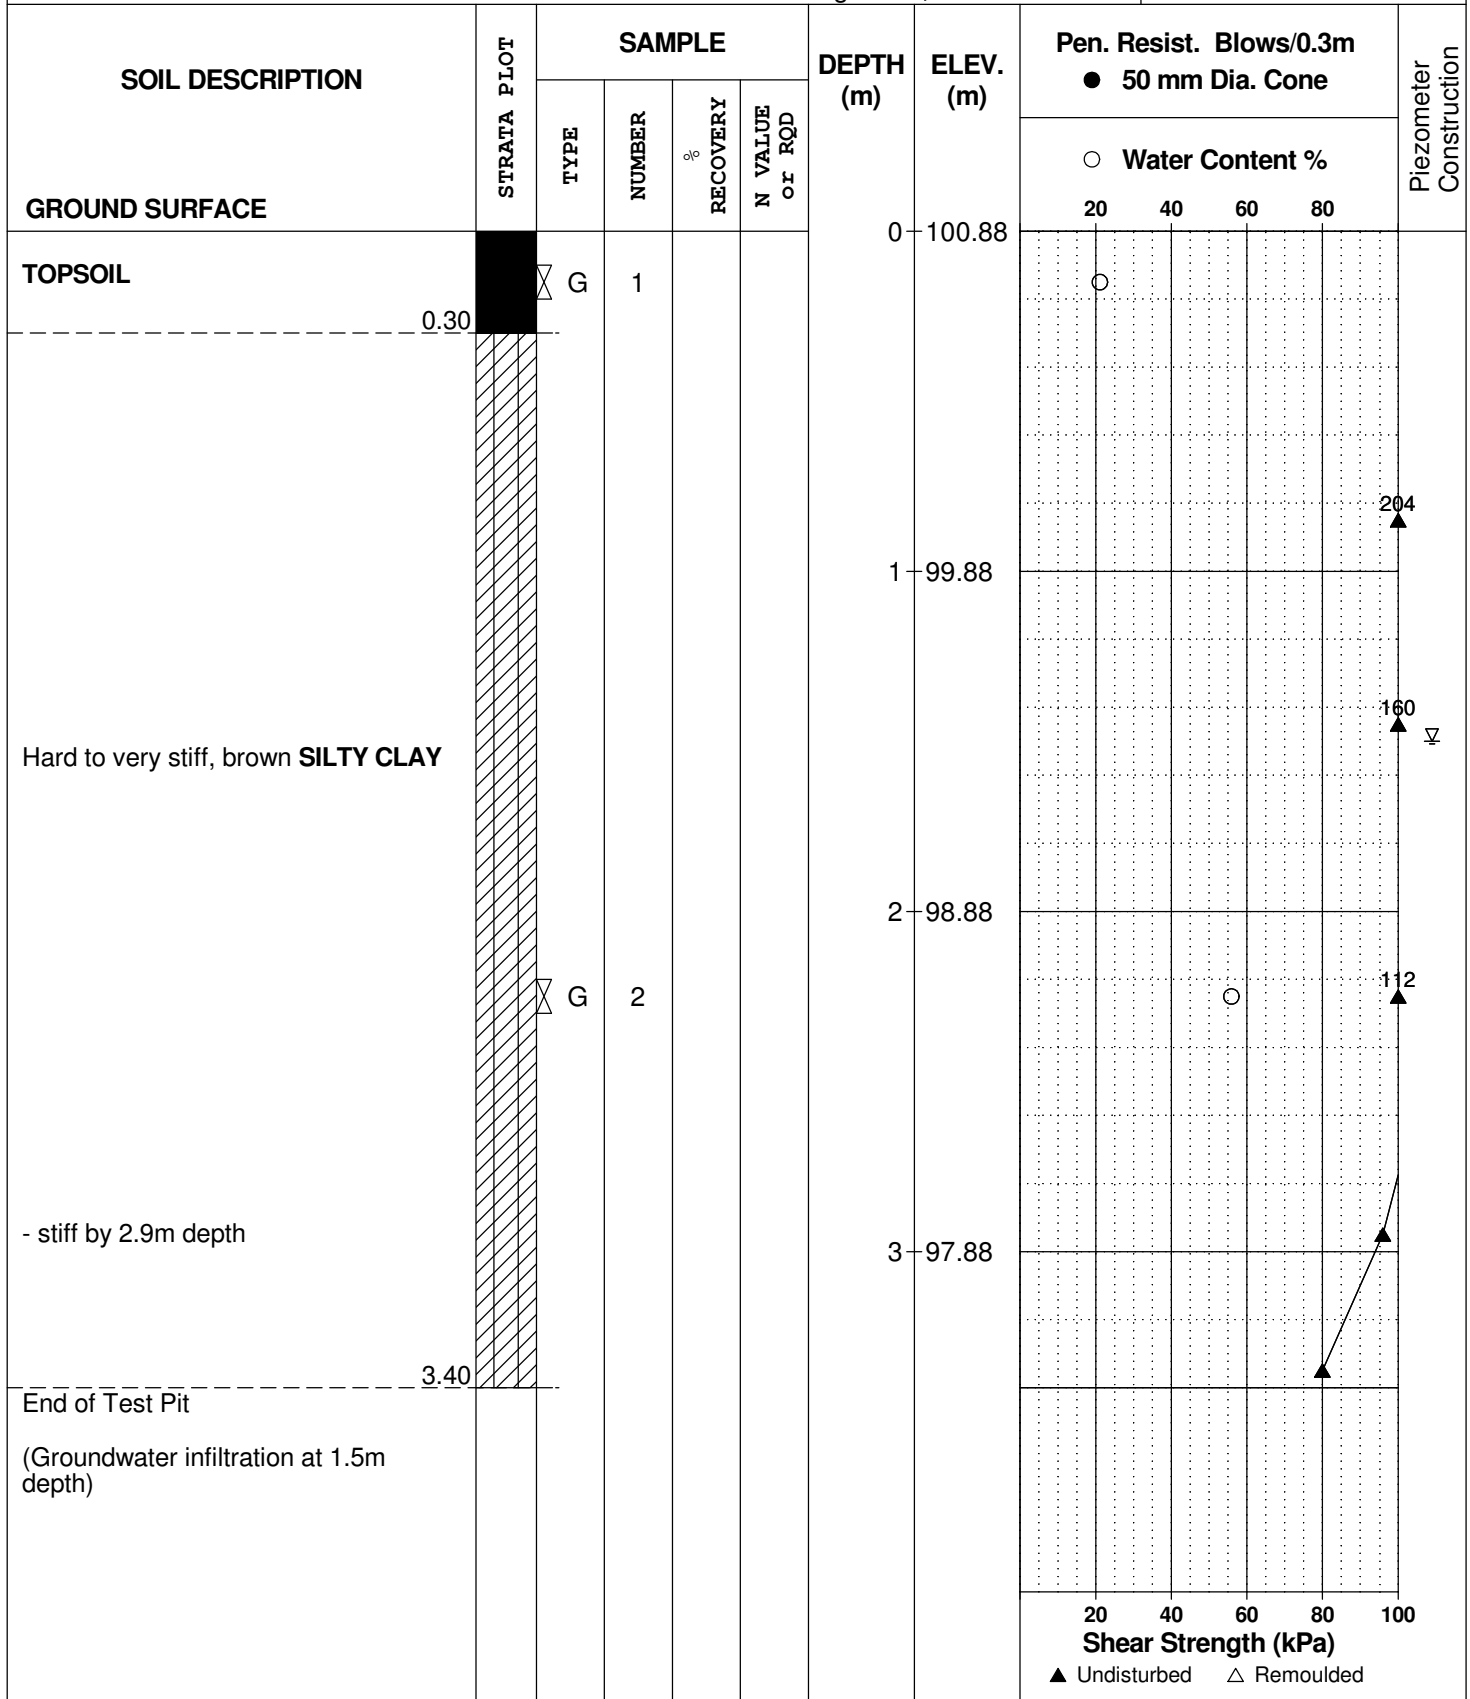 SOIL DESCRIPTION
GROUND SURFACE
STRATA PLOT
SAMPLE
TYPE
NUMBER
%
RECOVERY
N VALUE
or RQD
DEPTH
(m)
ELEV.
(m)
Pen. Resist. Blows/0.3m
● 50 mm Dia. Cone
○ Water Content %
20 40 60 80
Piezometer
Construction
0 100.88
TOPSOIL
G 1
0.30
204
1 99.88
160
Hard to very stiff, brown SILTY CLAY
2 98.88
112
G 2
- stiff by 2.9m depth
3 97.88
3.40
End of Test Pit
(Groundwater infiltration at 1.5m
depth)
20 40 60 80 100
Shear Strength (kPa)
▲ Undisturbed △ Remoulded